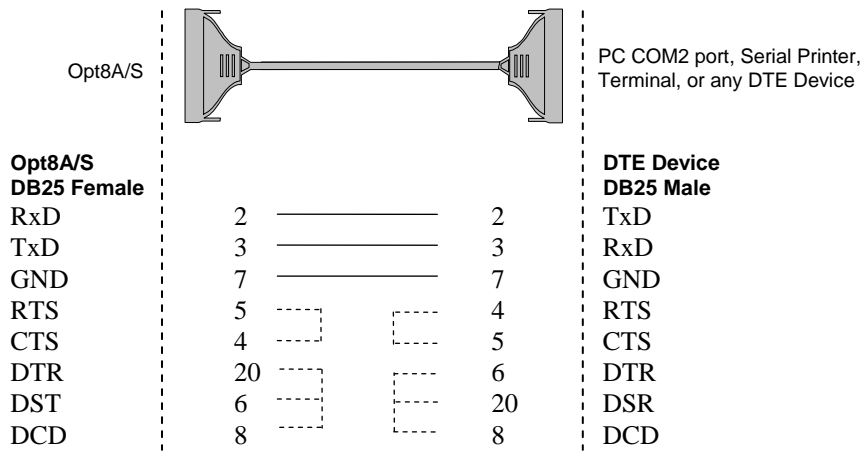 Opt8A/S
PC COM2 port, Serial Printer,
Terminal, or any DTE Device
Opt8A/S DTE Device
DB25 Female DB25 Male
RxD 2 2 TxD
TxD 3 3 RxD
GND 7 7 GND
RTS 5 4 RTS
CTS 4 5 CTS
DTR 20 6 DTR
DST 6 20 DSR
DCD 8 8 DCD